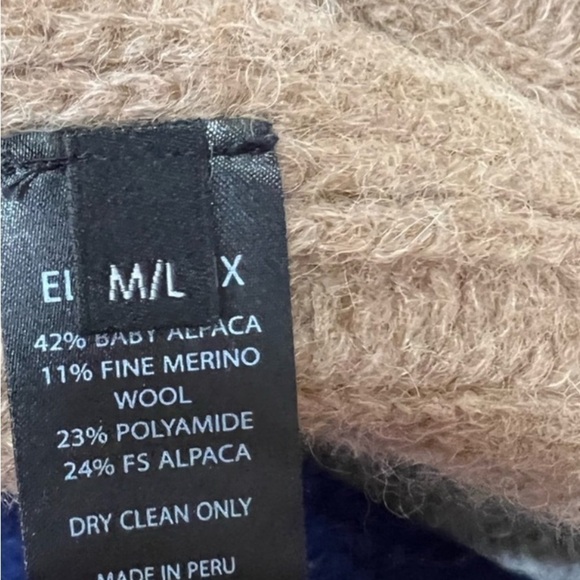 M/L
X
42% BABY ALPACA
11% FINE MERINO
WOOL
23% POLYAMIDE
24% FS ALPACA
DRY CLEAN ONLY
MADE IN PERU